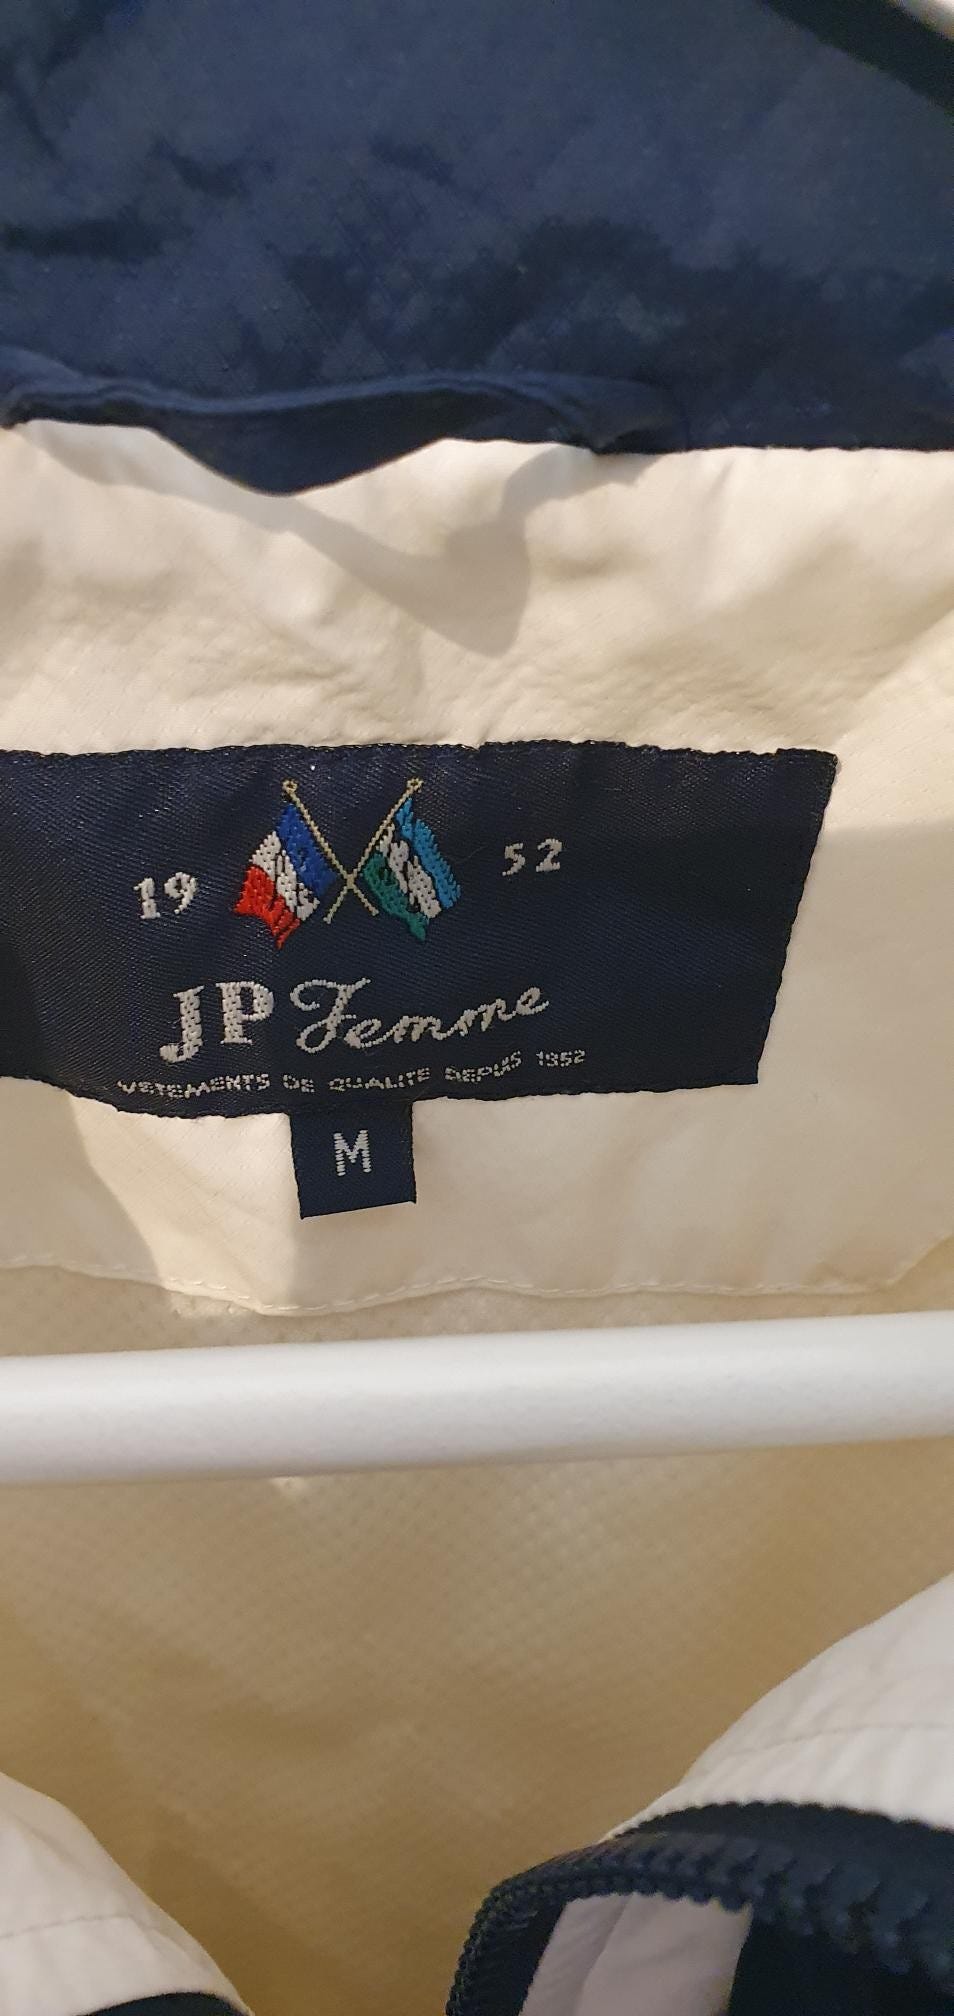 19 52
JP Femme
VETEMENTS DE QUALITE DEPUIS 1952
M